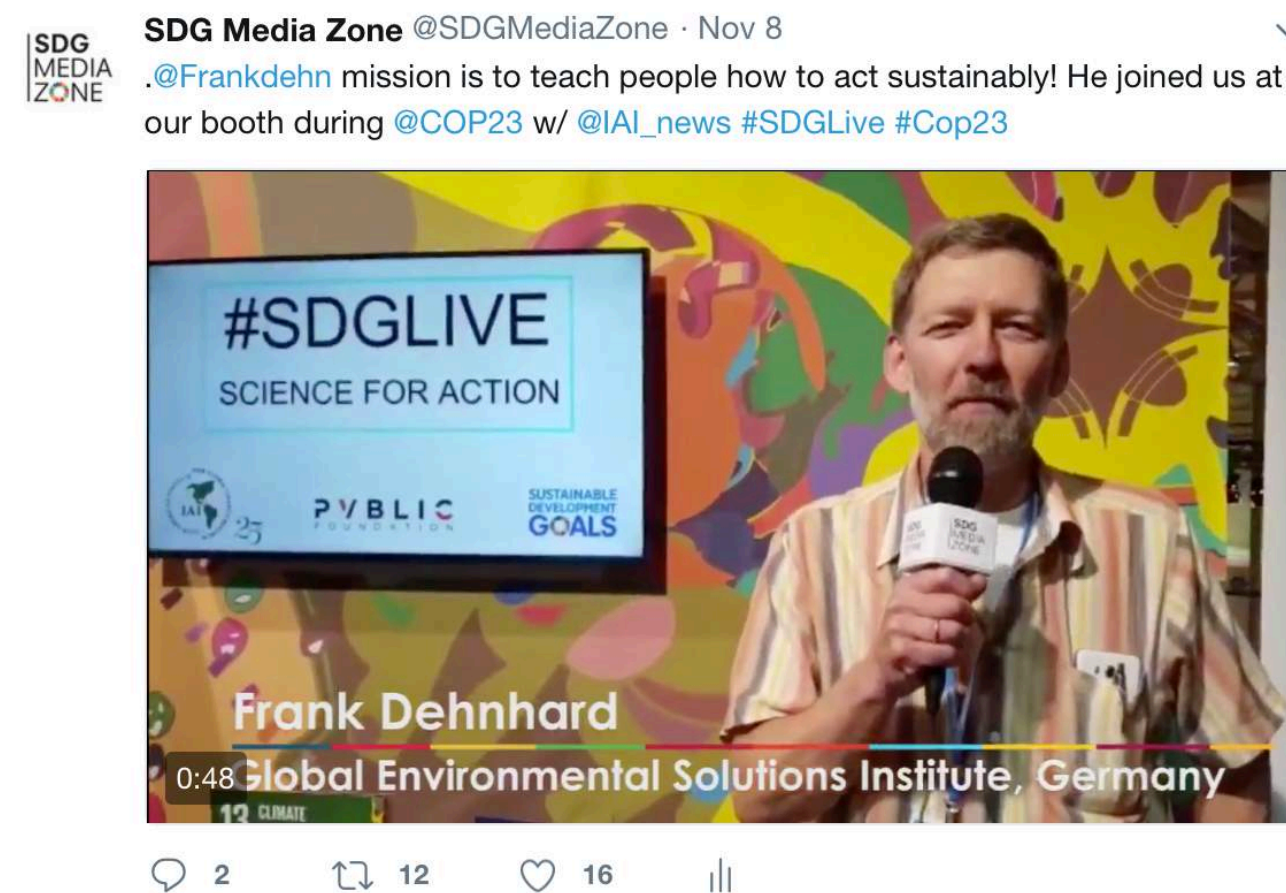 SDG
MEDIA
ZONE
SDG Media Zone @SDGMediaZone · Nov 8
.@Frankdehn mission is to teach people how to act sustainably! He joined us at
our booth during @COP23 w/ @IAI_news #SDGLive #Cop23
#SDGLIVE
SCIENCE FOR ACTION
IAI
25
PVBLIC
FOUNDATION
SUSTAINABLE
DEVELOPMENT
GOALS
SDG
MEDIA
ZONE
Frank Dehnhard
0:48
Global Environmental Solutions Institute, Germany
13 CLIMATE
2 12 16